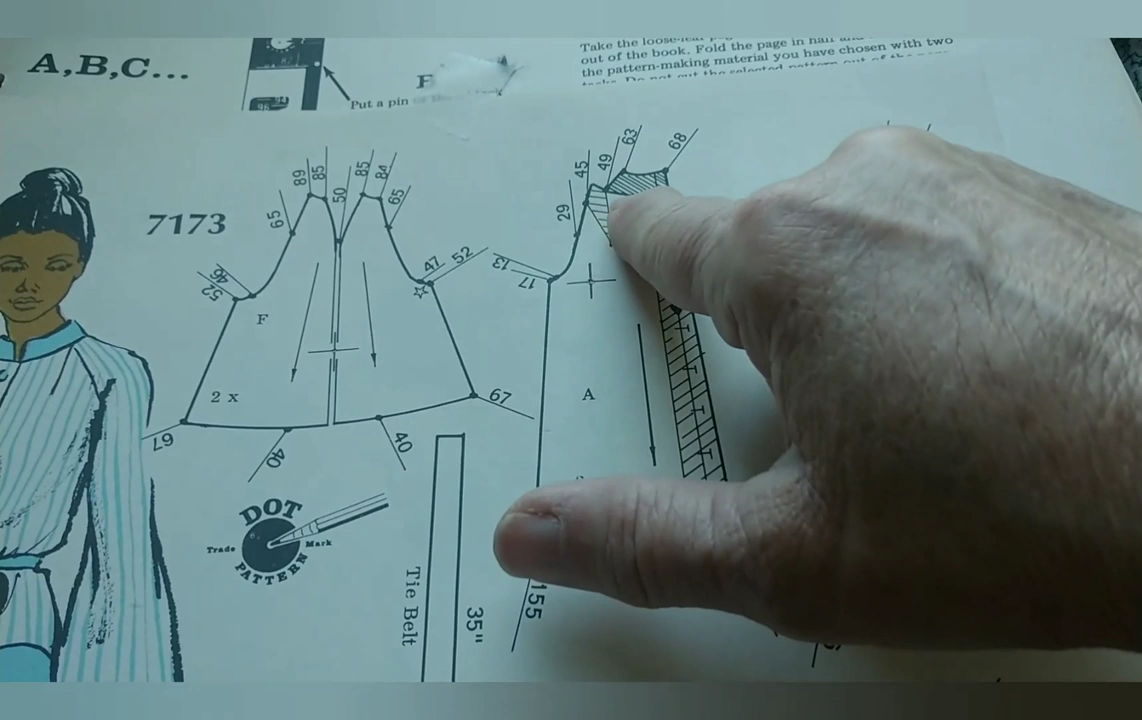 A,B,C...
Put a pin
F
Take the loose-leaf
out of the book. Fold the page in half and
the pattern-making material you have chosen with two
7173
89
85
50
85
84
65
65
46
52
47
52
F
2 x
67
40
40
67
63
68
49
45
29
13
17
A
155
DOT
Trade Mark
PATTERN
Tie Belt
35"